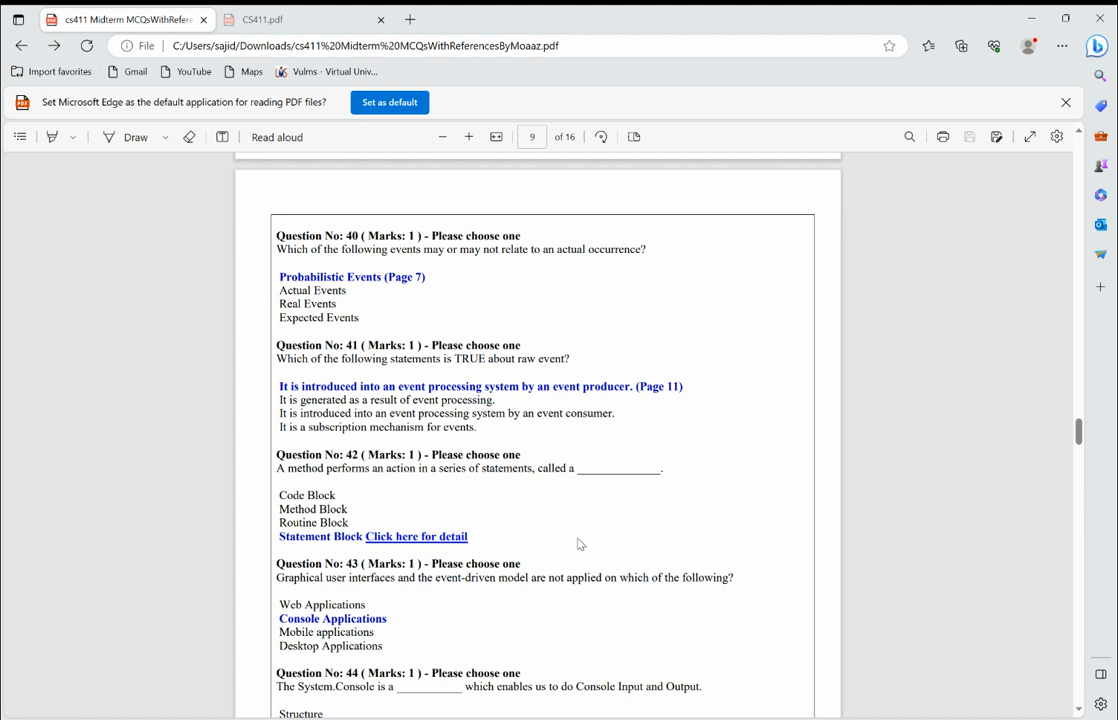 cs411 Midterm MCQsWithRefere
CS411.pdf
File
C:/Users/sajid/Downloads/cs411%20Midterm%20MCQsWithReferencesByMoaaz.pdf
Import favorites
Gmail
YouTube
Maps
Vulms - Virtual Univ...
Set Microsoft Edge as the default application for reading PDF files?
Set as default
Draw
Read aloud
9
of 16
Question No: 40 ( Marks: 1 ) - Please choose one
Which of the following events may or may not relate to an actual occurrence?
Probabilistic Events (Page 7)
Actual Events
Real Events
Expected Events
Question No: 41 ( Marks: 1 ) - Please choose one
Which of the following statements is TRUE about raw event?
It is introduced into an event processing system by an event producer. (Page 11)
It is generated as a result of event processing.
It is introduced into an event processing system by an event consumer.
It is a subscription mechanism for events.
Question No: 42 ( Marks: 1 ) - Please choose one
A method performs an action in a series of statements, called a ______________.
Code Block
Method Block
Routine Block
Statement Block Click here for detail
Question No: 43 ( Marks: 1 ) - Please choose one
Graphical user interfaces and the event-driven model are not applied on which of the following?
Web Applications
Console Applications
Mobile applications
Desktop Applications
Question No: 44 ( Marks: 1 ) - Please choose one
The System.Console is a ___________ which enables us to do Console Input and Output.
Structure